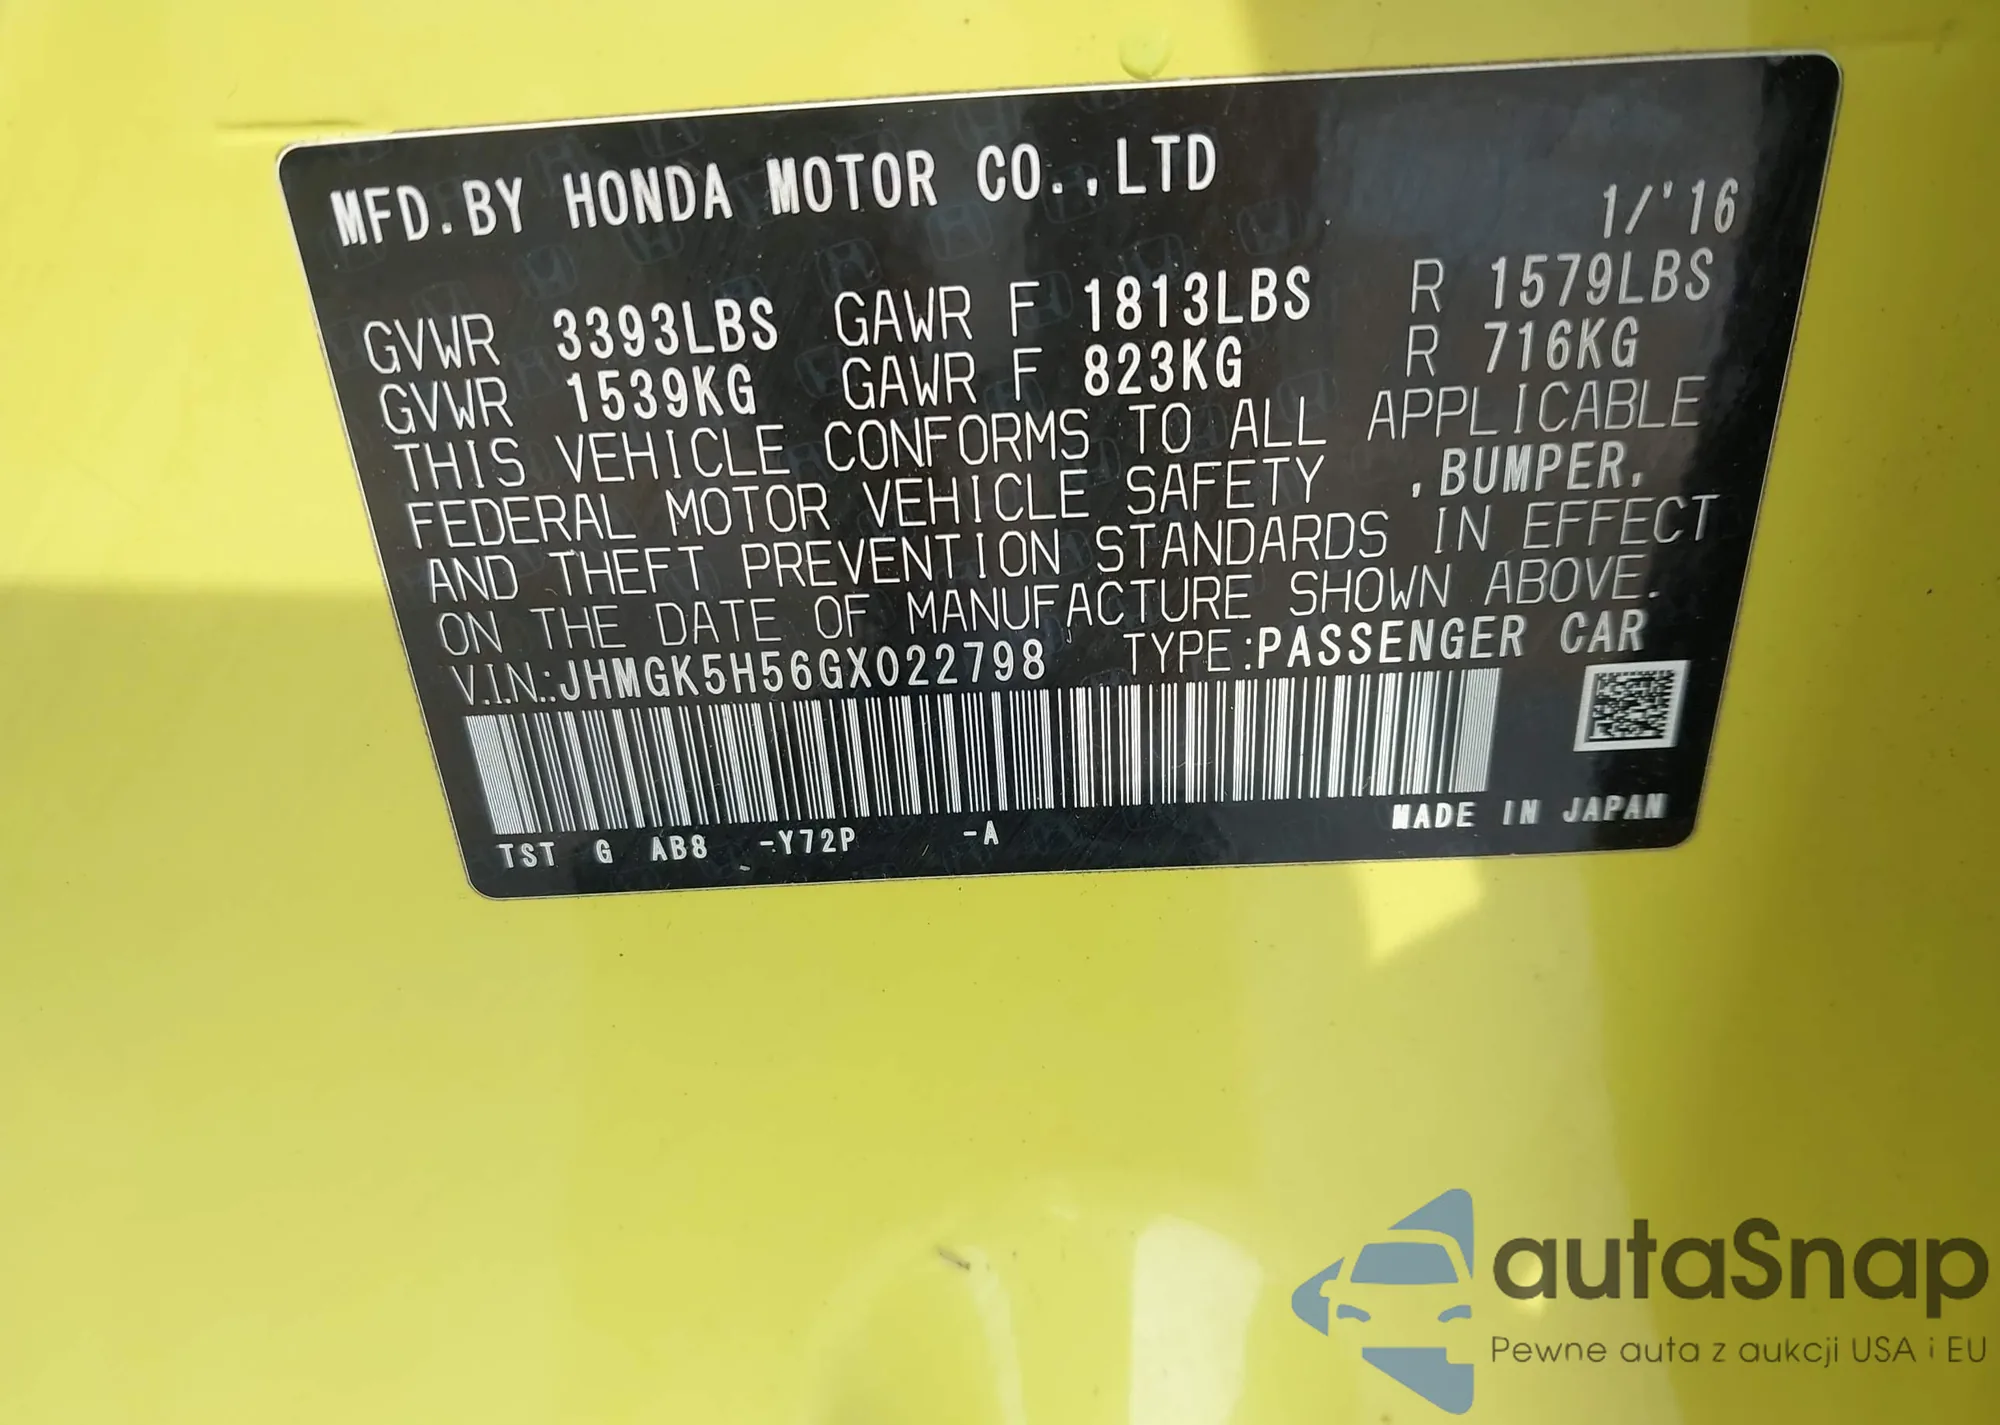 MFD.BY HONDA MOTOR CO.,LTD
1/'16
GVWR 3393LBS GAWR F 1813LBS R 1579LBS
GVWR 1539KG GAWR F 823KG R 716KG
THIS VEHICLE CONFORMS TO ALL APPLICABLE
FEDERAL MOTOR VEHICLE SAFETY ,BUMPER,
AND THEFT PREVENTION STANDARDS IN EFFECT
ON THE DATE OF MANUFACTURE SHOWN ABOVE.
V.I.N.:JHMGK5H56GX022798 TYPE:PASSENGER CAR
MADE IN JAPAN
TST G AB8 -Y72P -A
autaSnap
Pewne auta z aukcji USA i EU